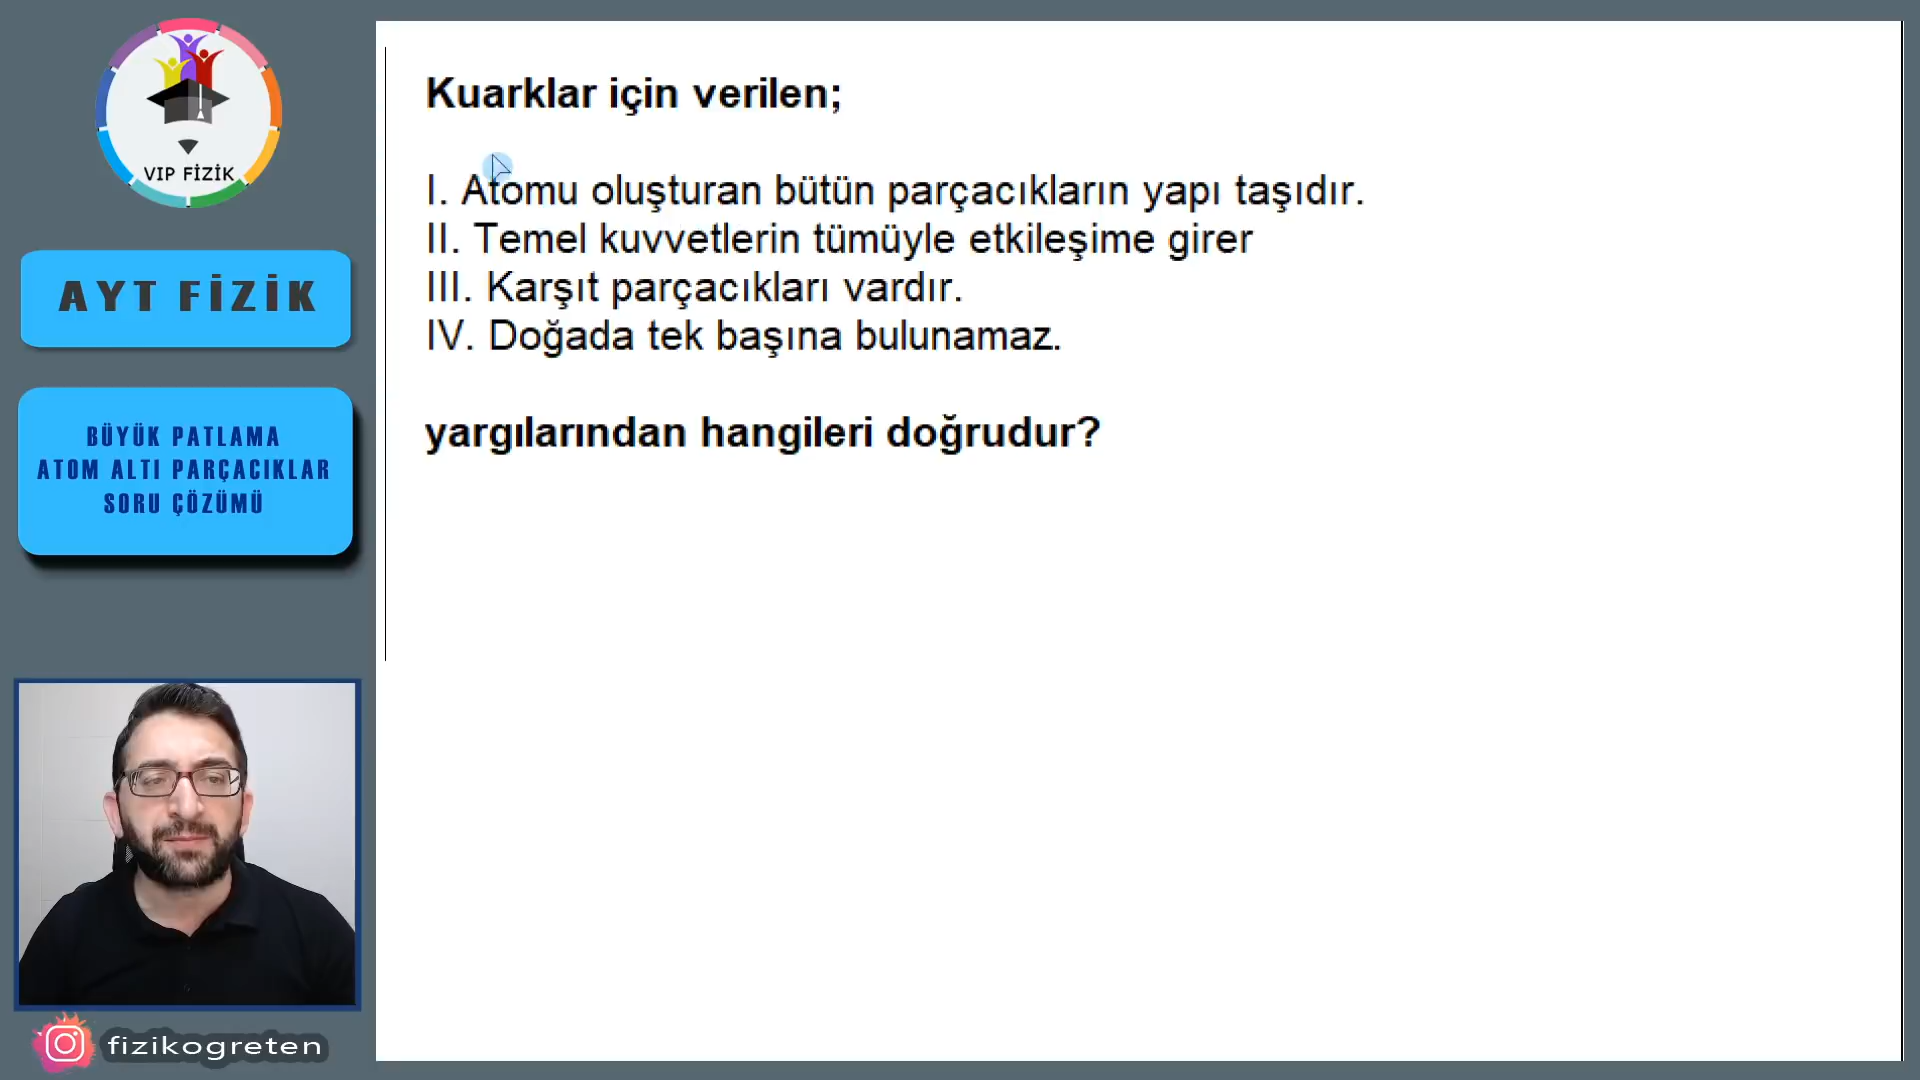 VIP FİZİK
AYT FİZİK
BÜYÜK PATLAMA
ATOM ALTI PARÇACIKLAR
SORU ÇÖZÜMÜ
fizikogreten
Kuarklar için verilen;
I. Atomu oluşturan bütün parçacıkların yapı taşıdır.
II. Temel kuvvetlerin tümüyle etkileşime girer
III. Karşıt parçacıkları vardır.
IV. Doğada tek başına bulunamaz.
yargılarından hangileri doğrudur?